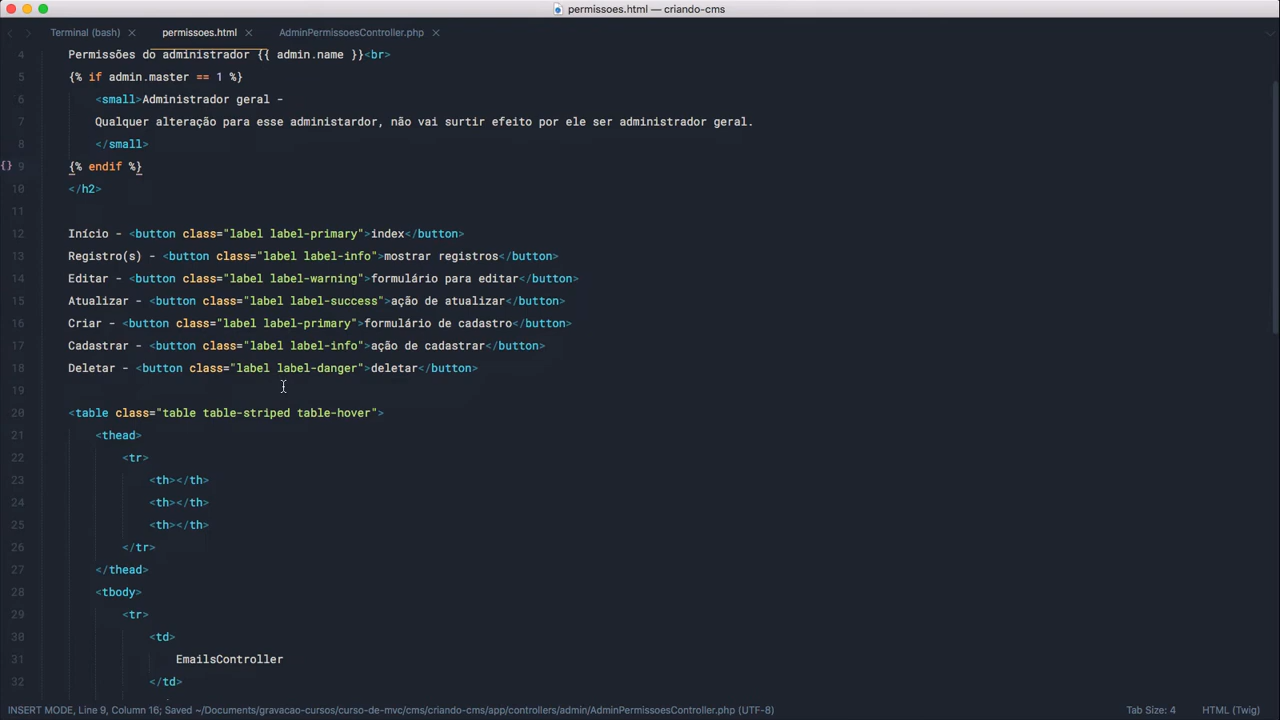 permissoes.html — criando-cms
Terminal (bash) × permissoes.html × AdminPermissoesController.php ×
4 Permissões do administrador {{ admin.name }}<br>
5 {% if admin.master == 1 %}
6 <small>Administrador geral -
7 Qualquer alteração para esse administardor, não vai surtir efeito por ele ser administrador geral.
8 </small>
{} 9 {% endif %}
10 </h2>
11
12 Início - <button class="label label-primary">index</button>
13 Registro(s) - <button class="label label-info">mostrar registros</button>
14 Editar - <button class="label label-warning">formulário para editar</button>
15 Atualizar - <button class="label label-success">ação de atualizar</button>
16 Criar - <button class="label label-primary">formulário de cadastro</button>
17 Cadastrar - <button class="label label-info">ação de cadastrar</button>
18 Deletar - <button class="label label-danger">deletar</button>
19
20 <table class="table table-striped table-hover">
21 <thead>
22 <tr>
23 <th></th>
24 <th></th>
25 <th></th>
26 </tr>
27 </thead>
28 <tbody>
29 <tr>
30 <td>
31 EmailsController
32 </td>
INSERT MODE, Line 9, Column 16; Saved ~/Documents/gravacao-cursos/curso-de-mvc/cms/criando-cms/app/controllers/admin/AdminPermissoesController.php (UTF-8) Tab Size: 4 HTML (Twig)